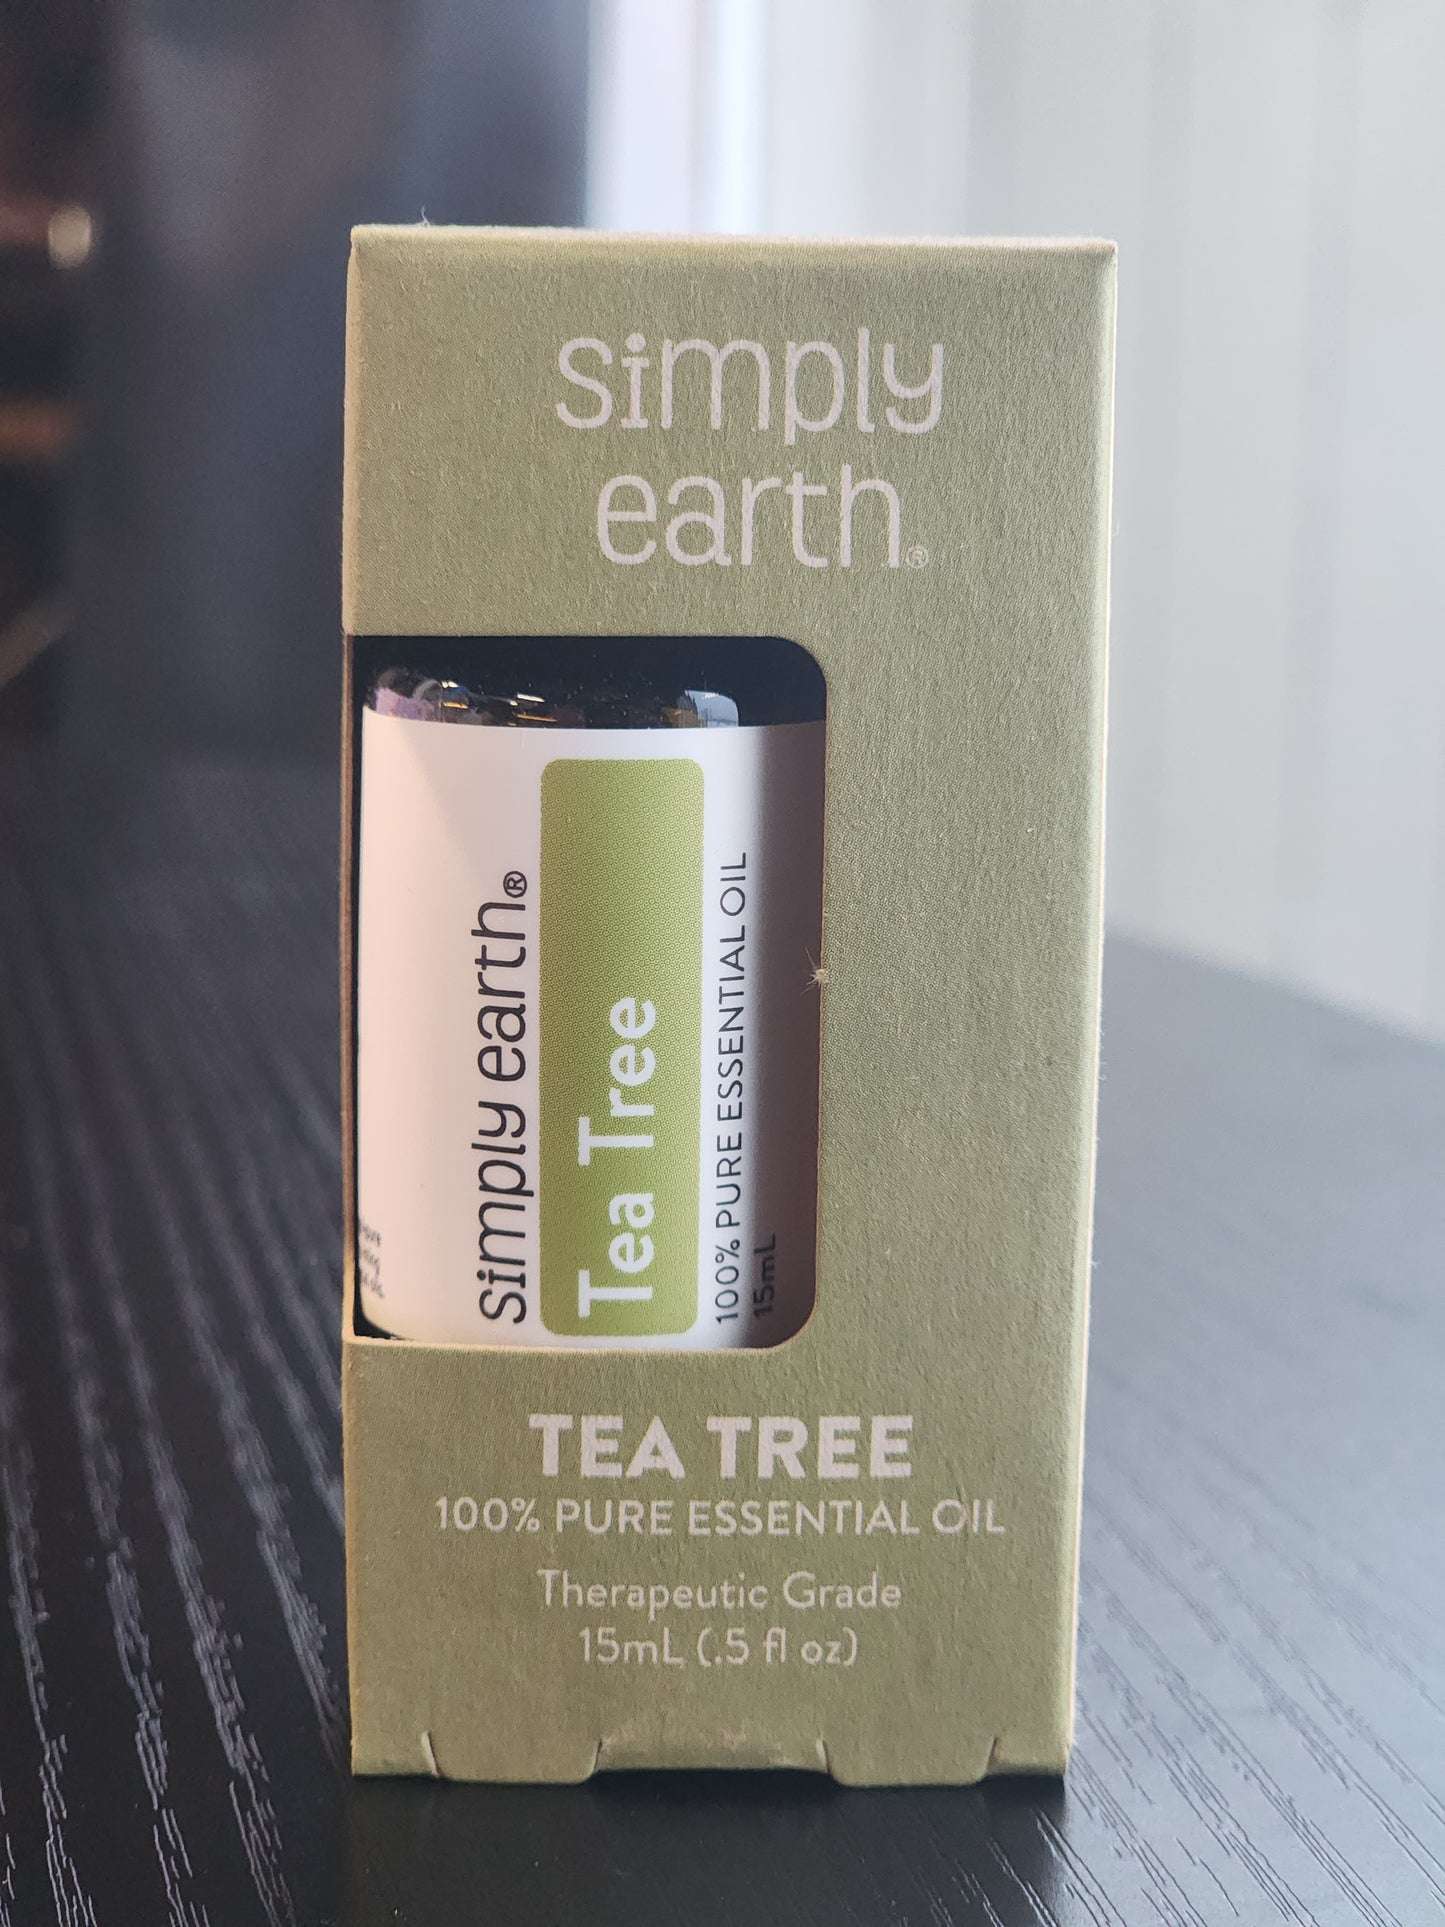 simply
earth®
simply earth®
Tea Tree
100% PURE ESSENTIAL OIL
15mL
TEA TREE
100% PURE ESSENTIAL OIL
Therapeutic Grade
15mL (.5 fl oz)